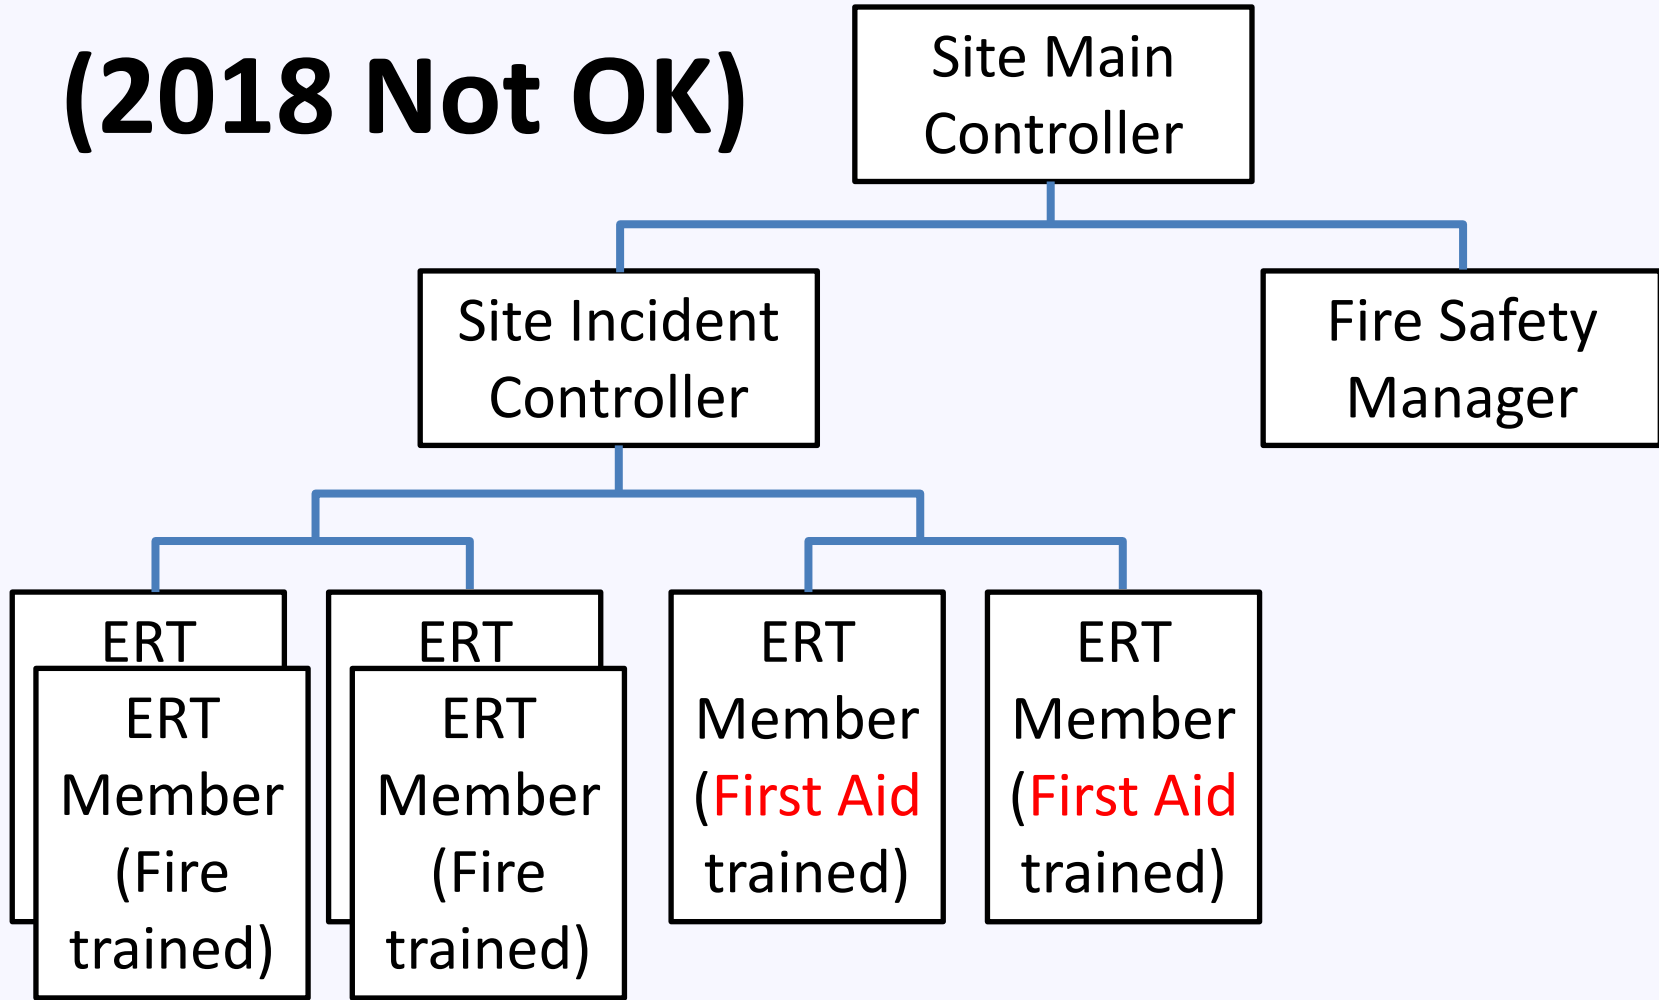 (2018 Not OK)
Site Main
Controller
Site Incident
Controller
Fire Safety
Manager
ERT
ERT
Member
(Fire
trained)
ERT
ERT
Member
(Fire
trained)
ERT
Member
(First Aid
trained)
ERT
Member
(First Aid
trained)